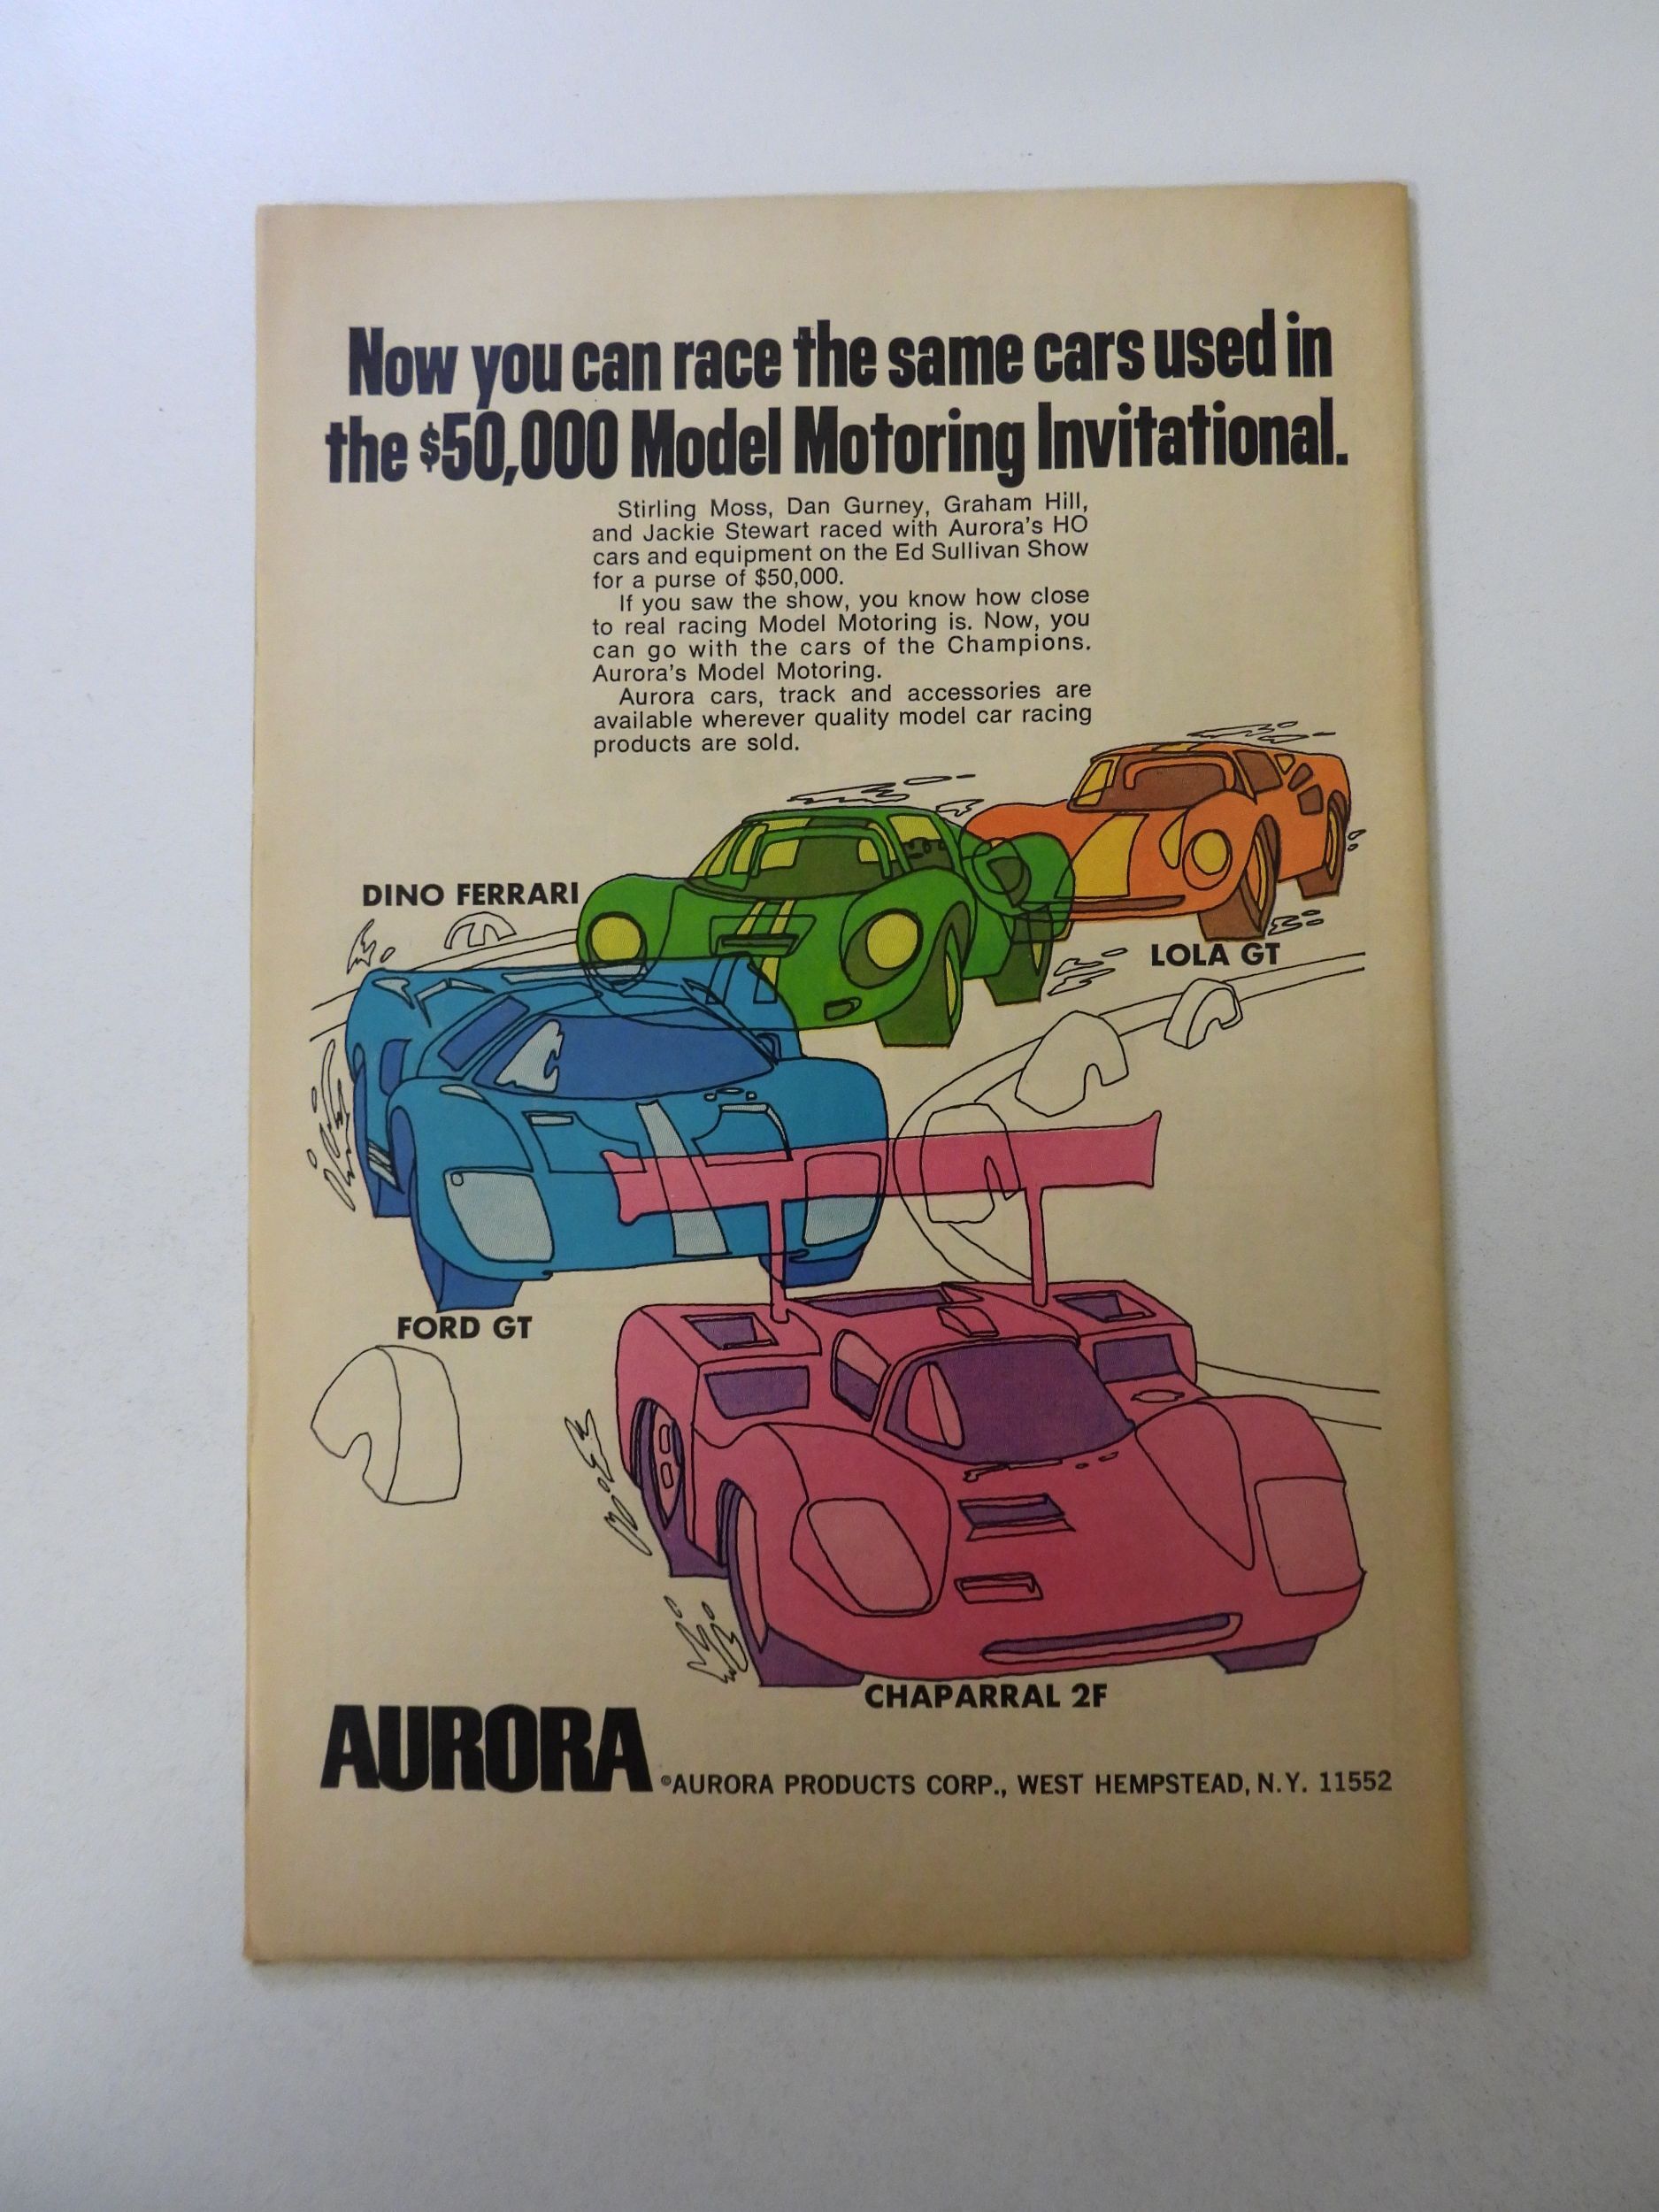 Now you can race the same cars used in
the $50,000 Model Motoring Invitational.
Stirling Moss, Dan Gurney, Graham Hill,
and Jackie Stewart raced with Aurora's HO
cars and equipment on the Ed Sullivan Show
for a purse of $50,000.
If you saw the show, you know how close
to real racing Model Motoring is. Now, you
can go with the cars of the Champions.
Aurora's Model Motoring.
Aurora cars, track and accessories are
available wherever quality model car racing
products are sold.
DINO FERRARI
LOLA GT
FORD GT
CHAPARRAL 2F
AURORA
©AURORA PRODUCTS CORP., WEST HEMPSTEAD, N.Y. 11552